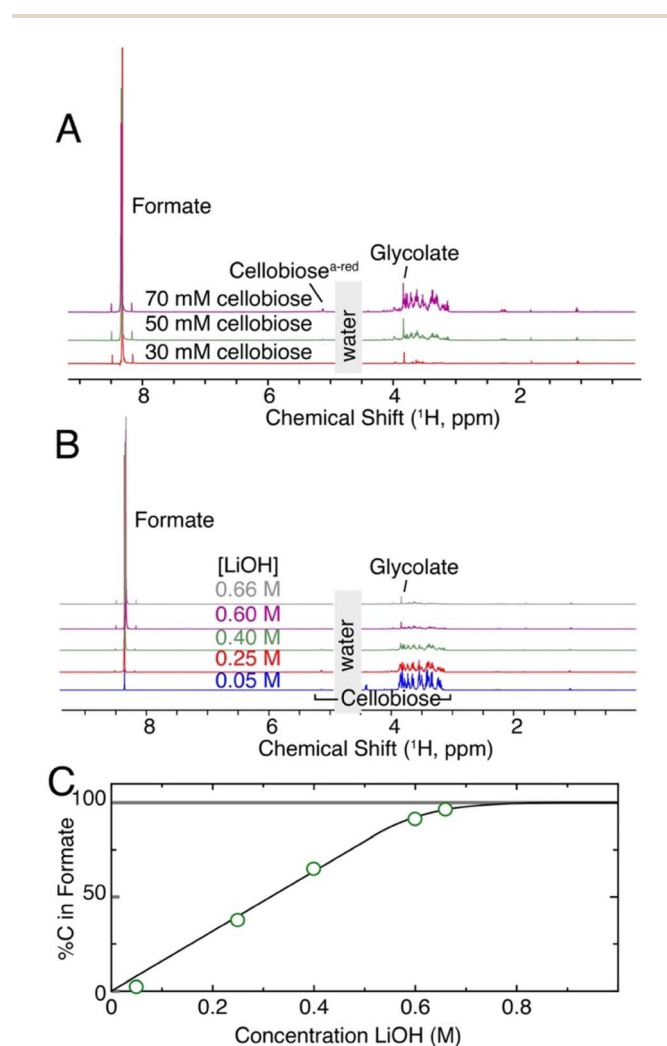 A
Formate
Glycolate
Cellobiose^a-red
70 mM cellobiose
50 mM cellobiose
30 mM cellobiose
water
8 6 4 2
Chemical Shift (¹H, ppm)
B
Formate
[LiOH]
Glycolate
0.66 M
0.60 M
0.40 M
0.25 M
0.05 M
water
Cellobiose
8 6 4 2
Chemical Shift (¹H, ppm)
C
100
50
0
%C in Formate
0 0.2 0.4 0.6 0.8
Concentration LiOH (M)